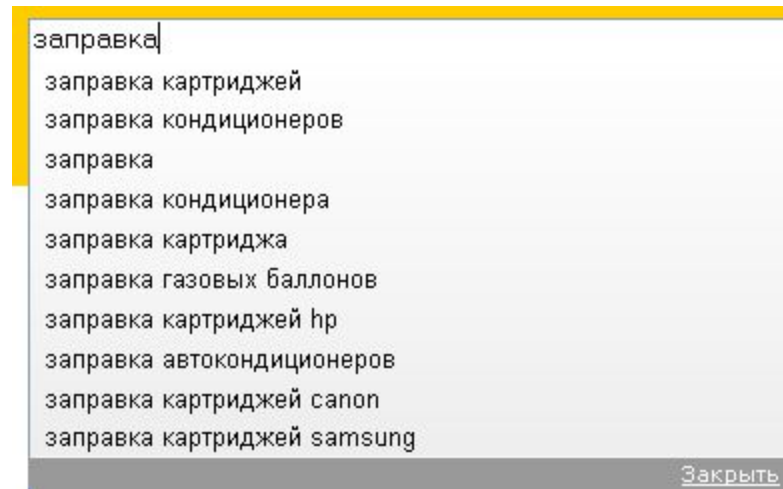 заправка
заправка картриджей
заправка кондиционеров
заправка
заправка кондиционера
заправка картриджа
заправка газовых баллонов
заправка картриджей hp
заправка автокондиционеров
заправка картриджей canon
заправка картриджей samsung
Закрыть